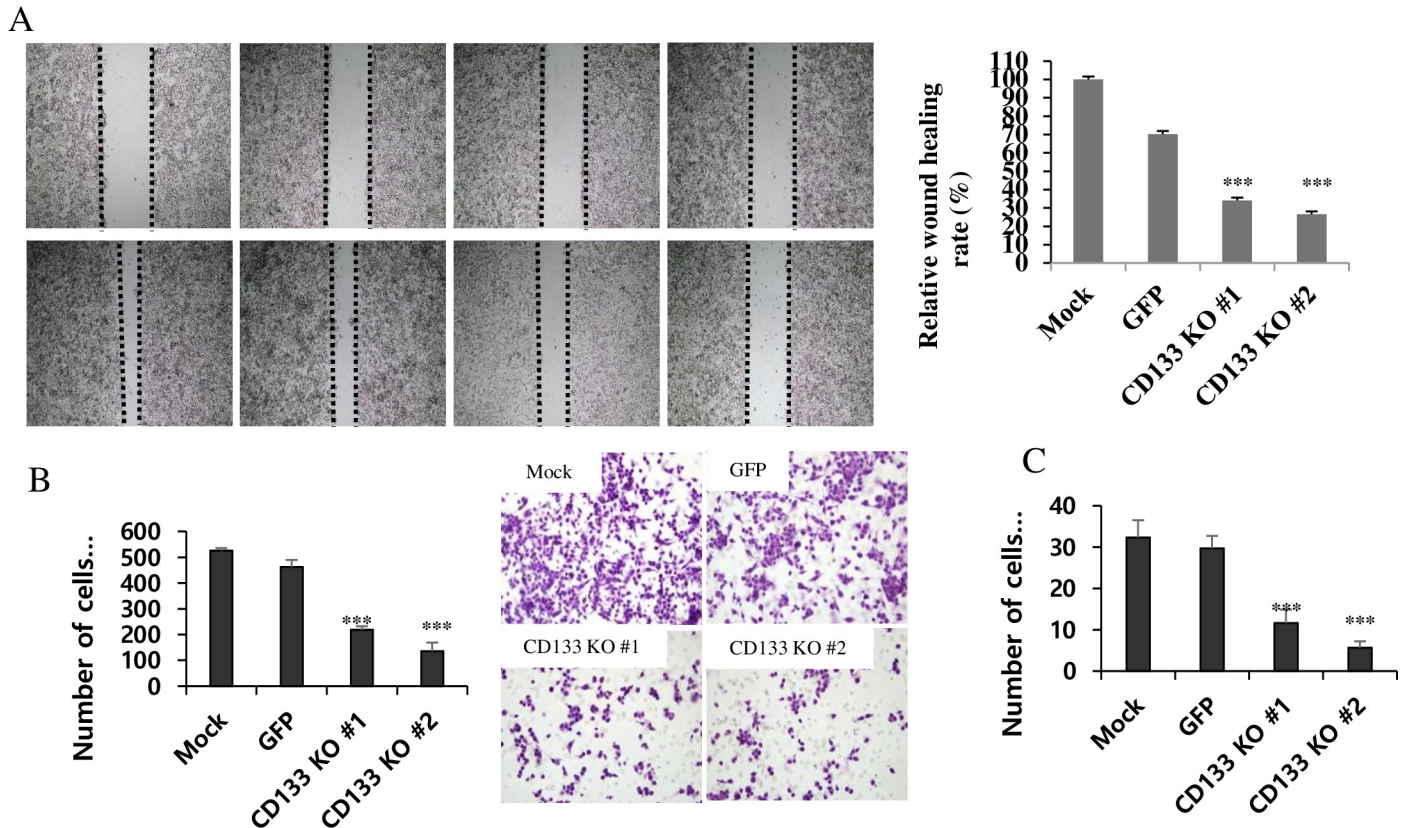 A
110
100
90
80
70
60
50
40
30
20
10
0
Relative wound healing
rate (%)
***
***
Mock
GFP
CD133 KO #1
CD133 KO #2
B
600
500
400
300
200
100
0
Number of cells...
***
***
Mock
GFP
CD133 KO #1
CD133 KO #2
Mock
GFP
CD133 KO #1
CD133 KO #2
C
40
30
20
10
0
Number of cells...
***
***
Mock
GFP
CD133 KO #1
CD133 KO #2